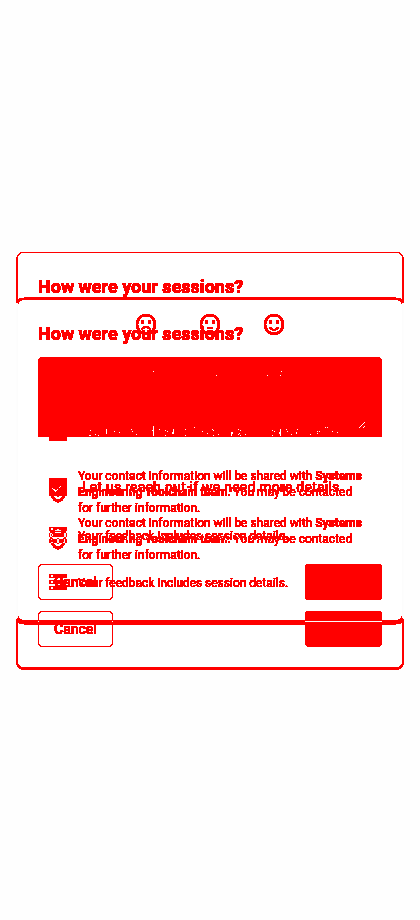 How were your sessions?
How were your sessions?
Your contact information will be shared with Systems
Let us reach out if we need more details.
Engineering Toolchain team. You may be contacted
for further information.
Your contact information will be shared with Systems
Your feedback includes session details.
Engineering Toolchain team. You may be contacted
for further information.
Cancel
Your feedback includes session details.
Cancel